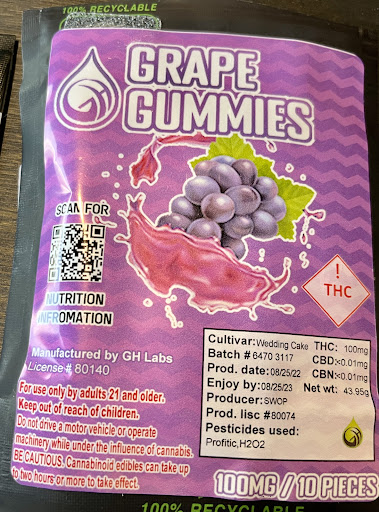 100% RECYCLABLE
GRAPE
GUMMIES
SCAN FOR
NUTRITION
INFROMATION
! THC
Manufactured by GH Labs
License # 80140
For use only by adults 21 and older.
Keep out of reach of children.
Do not drive a motor vehicle or operate
machinery while under the influence of cannabis.
BE CAUTIOUS. Cannabinoid edibles can take up
to two hours or more to take effect.
Cultivar:Wedding Cake THC: 100mg
Batch # 6470 3117 CBD:<0.01mg
Prod. date:08/25/22 CBN:<0.01mg
Enjoy by:08/25/23 Net wt: 43.95g
Producer:SWOP
Prod. lisc #80074
Pesticides used:
Profitic,H2O2
100MG / 10 PIECES
100% RECYCLABLE